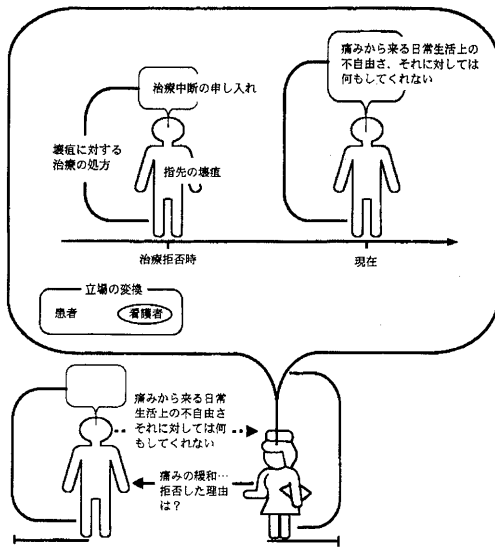 治療中断の申し入れ
痛みから来る日常生活上の
不自由さ、それに対しては
何もしてくれない
壊疽に対する
治療の処方
指先の壊疽
治療拒否時
現在
立場の変換
患者
看護者
痛みから来る日常
生活上の不自由さ
それに対しては何
もしてくれない
痛みの緩和…
拒否した理由
は？